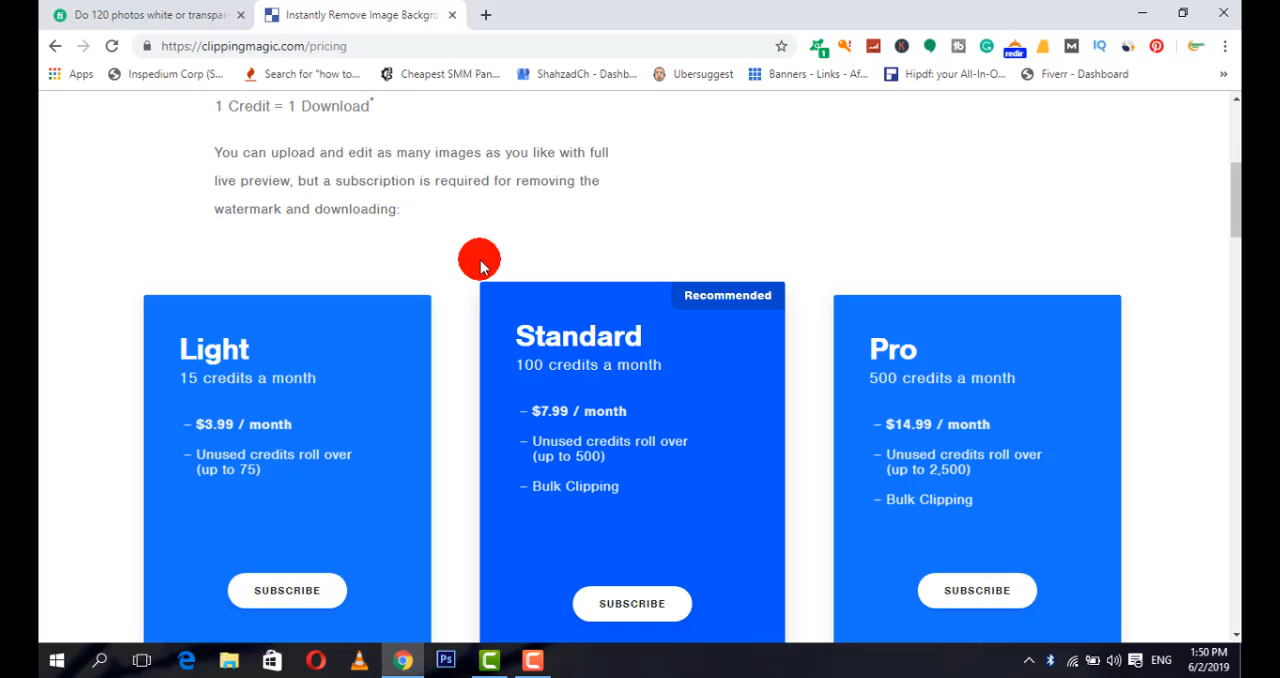 Do 120 photos white or transpar
Instantly Remove Image Backgro
https://clippingmagic.com/pricing
1
redir
Apps
Inspedium Corp (S...
Search for "how to...
Cheapest SMM Pan...
ShahzadCh - Dashb...
Ubersuggest
Banners - Links - Af...
Hipdf: your All-In-O...
Fiverr - Dashboard
1 Credit = 1 Download*
You can upload and edit as many images as you like with full
live preview, but a subscription is required for removing the
watermark and downloading:
Light
15 credits a month
– $3.99 / month
– Unused credits roll over
(up to 75)
SUBSCRIBE
Recommended
Standard
100 credits a month
– $7.99 / month
– Unused credits roll over
(up to 500)
– Bulk Clipping
SUBSCRIBE
Pro
500 credits a month
– $14.99 / month
– Unused credits roll over
(up to 2,500)
– Bulk Clipping
SUBSCRIBE
ENG
1:50 PM
6/2/2019